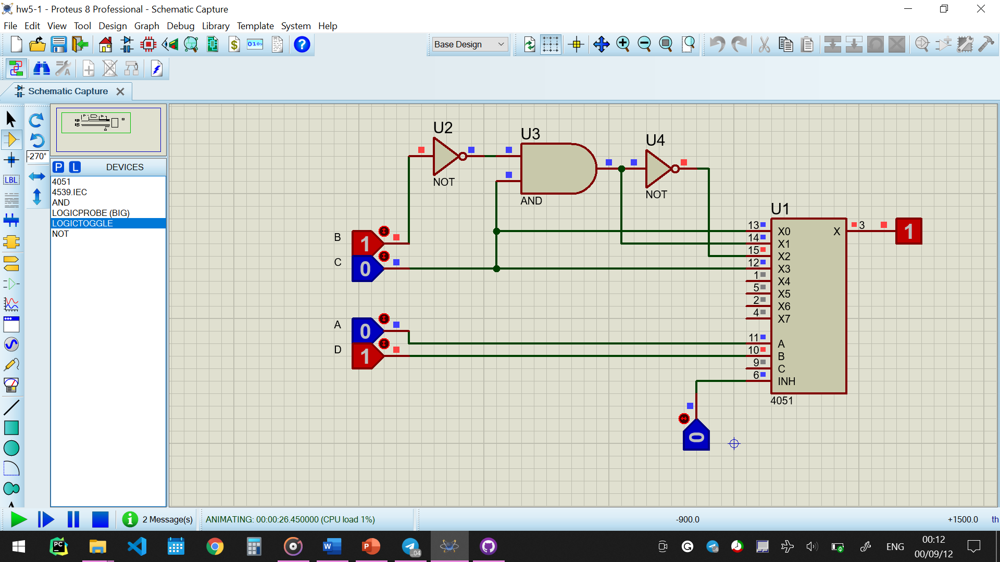 hw5-1 - Proteus 8 Professional - Schematic Capture
File Edit View Tool Design Graph Debug Library Template System Help
Base Design
Schematic Capture
LBL
-270°
P L DEVICES
4051
4539.IEC
AND
LOGICPROBE (BIG)
LOGICTOGGLE
NOT
U2
NOT
U3
AND
U4
NOT
B 1
C 0
A 0
D 1
U1
13 X0 X 3 1
14 X1
15 X2
12 X3
1 X4
5 X5
2 X6
4 X7
11 A
10 B
9 C
6 INH
4051
0
2 Message(s) ANIMATING: 00:00:26.450000 (CPU load 1%) -900.0 +1500.0 th
ENG
00:12
00/09/12